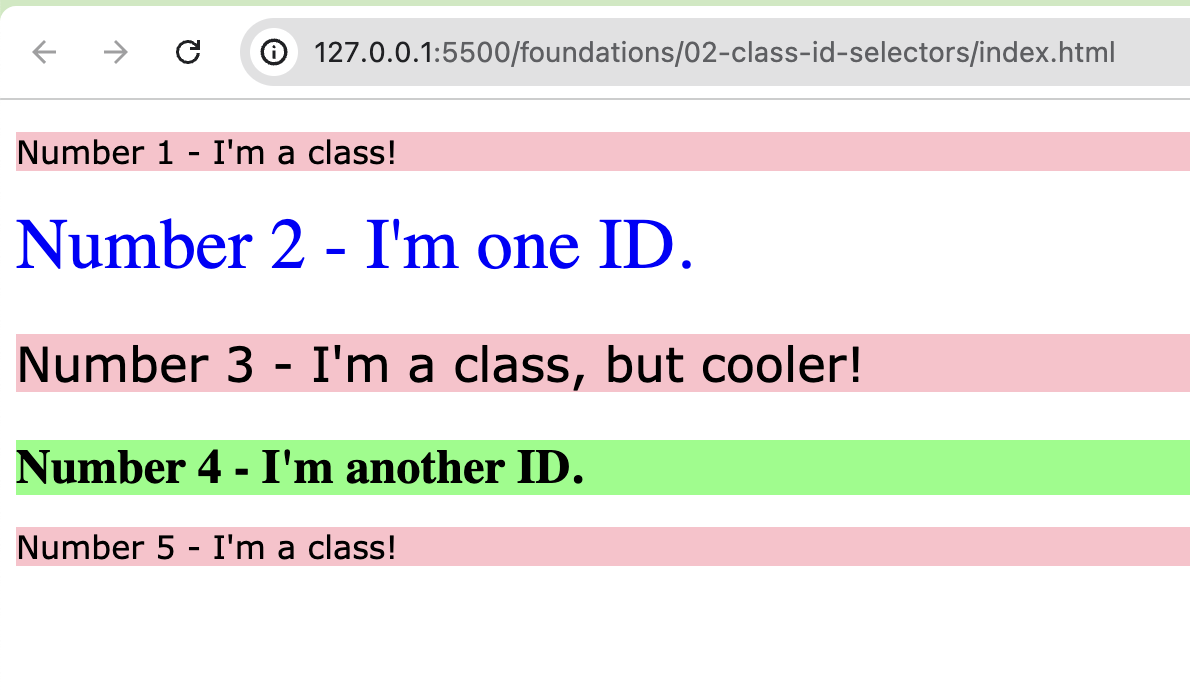 127.0.0.1:5500/foundations/02-class-id-selectors/index.html
Number 1 - I'm a class!
Number 2 - I'm one ID.
Number 3 - I'm a class, but cooler!
Number 4 - I'm another ID.
Number 5 - I'm a class!